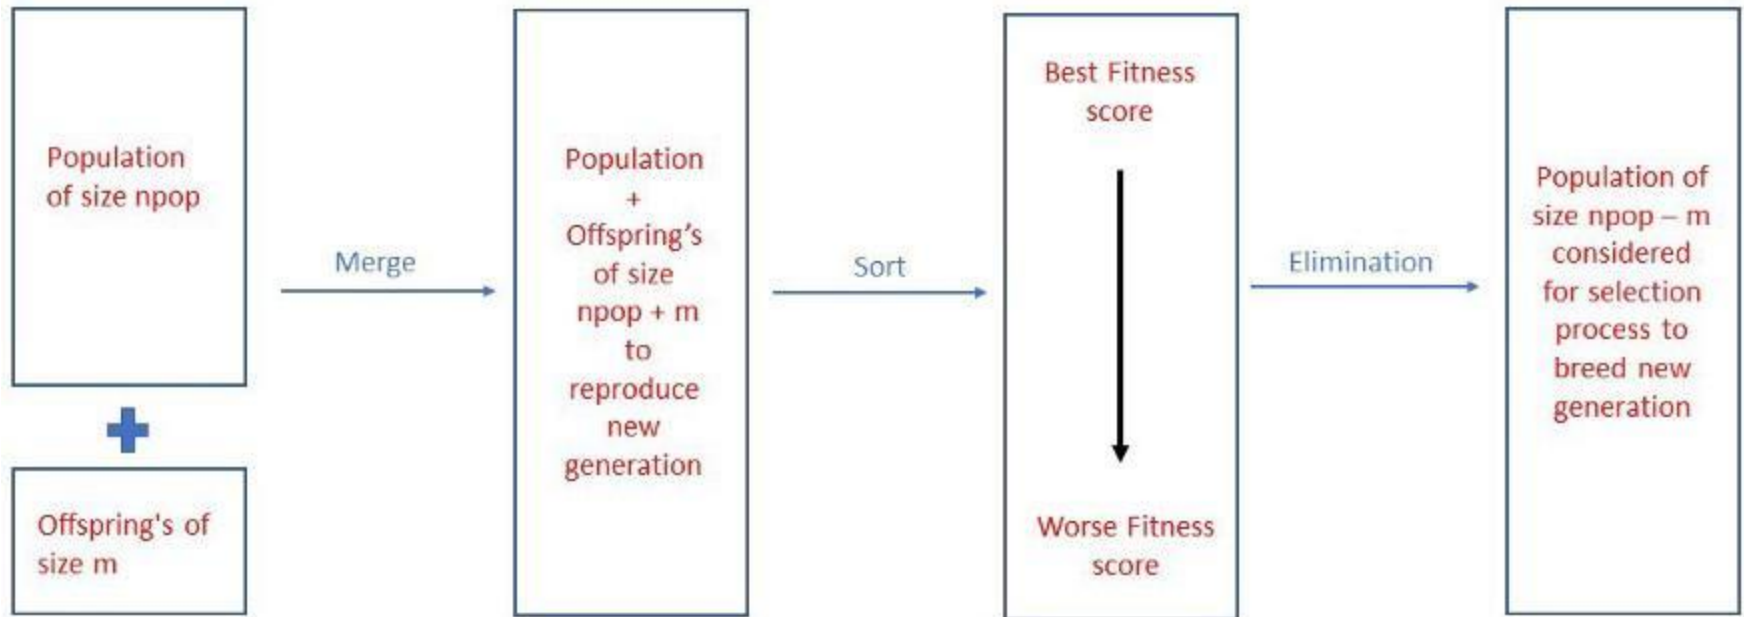 Population
of size npop
Offspring's of
size m
Merge
Population
+
Offspring’s
of size
npop + m
to
reproduce
new
generation
Sort
Best Fitness
score
Worse Fitness
score
Elimination
Population of
size npop – m
considered
for selection
process to
breed new
generation